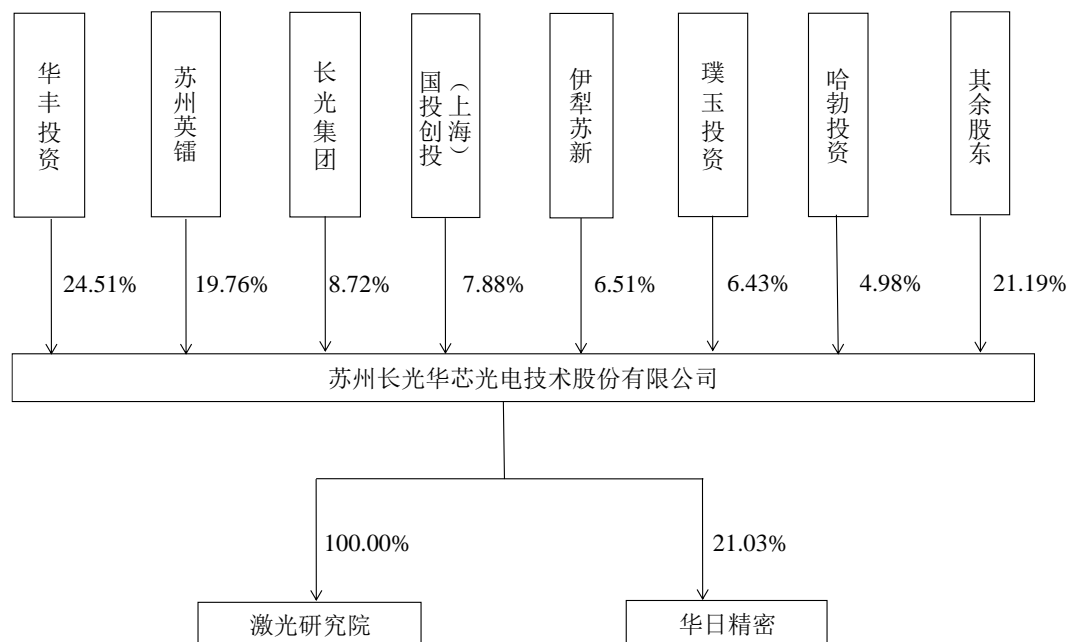 华丰投资
苏州英镭
长光集团
国投创投
（上海）
伊犁苏新
璞玉投资
哈勃投资
其余股东
24.51%
19.76%
8.72%
7.88%
6.51%
6.43%
4.98%
21.19%
苏州长光华芯光电技术股份有限公司
100.00%
21.03%
激光研究院
华日精密